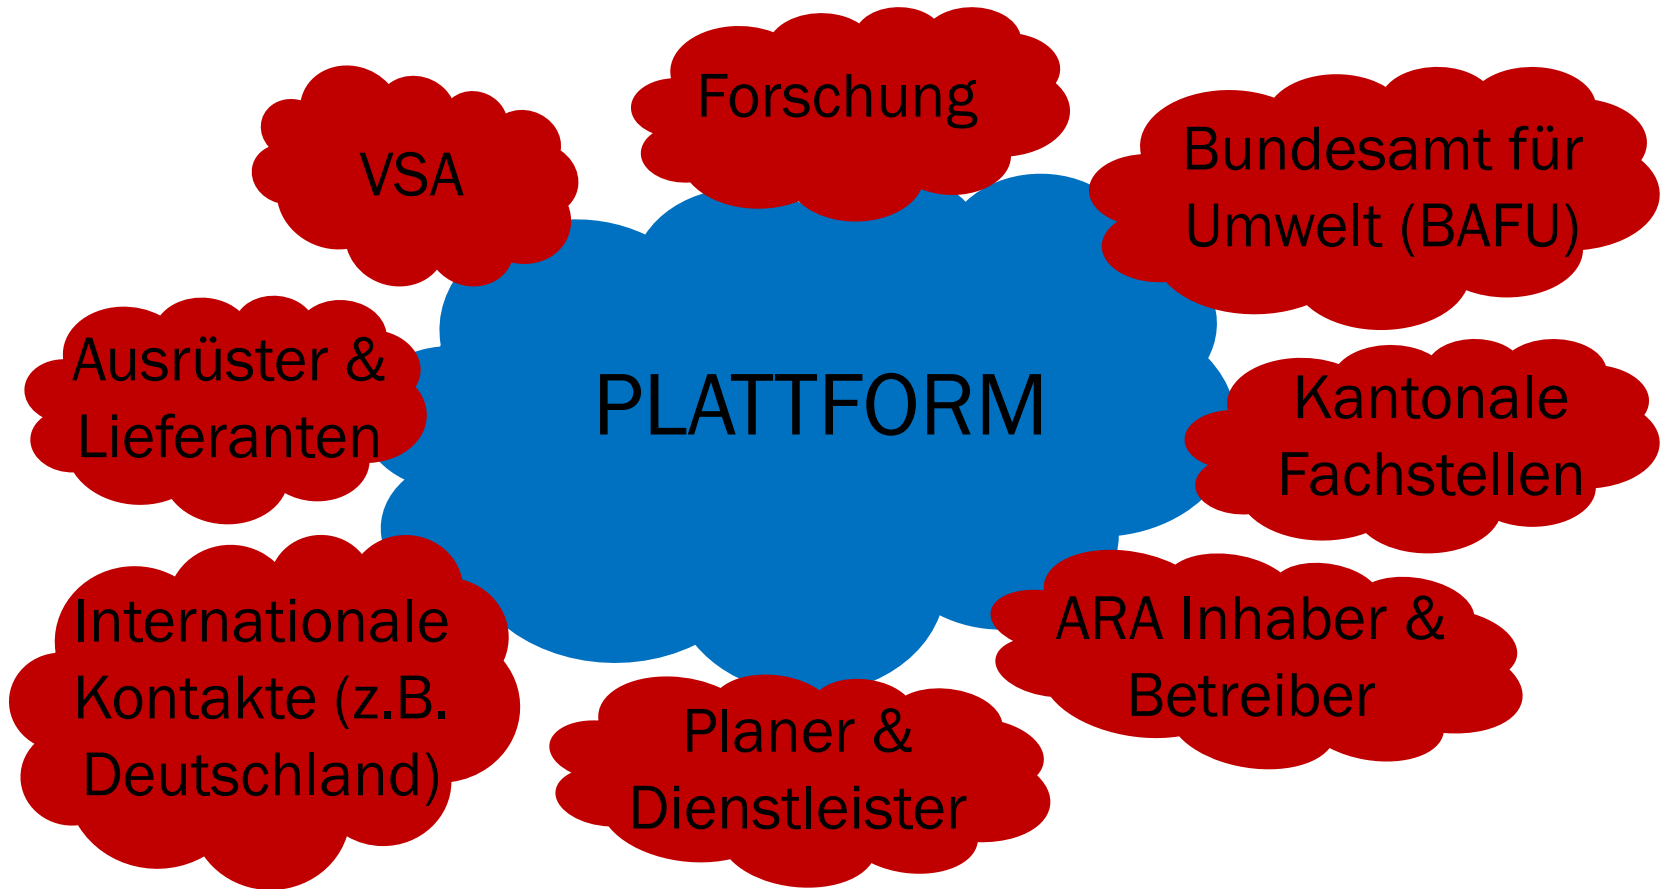 Forschung
VSA
Bundesamt für
Umwelt (BAFU)
Ausrüster &
Lieferanten
PLATTFORM
Kantonale
Fachstellen
Internationale
Kontakte (z.B.
Deutschland)
ARA Inhaber &
Betreiber
Planer &
Dienstleister